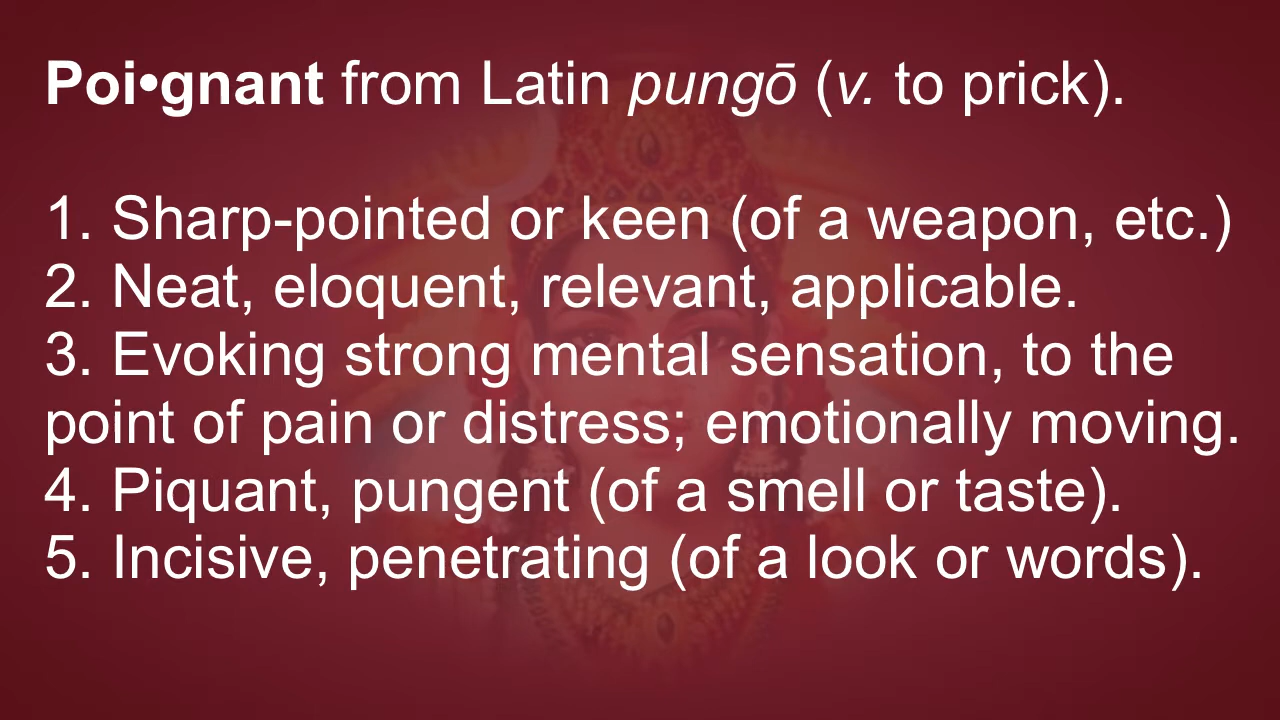 Poi•gnant from Latin pungō (v. to prick).
1. Sharp-pointed or keen (of a weapon, etc.)
2. Neat, eloquent, relevant, applicable.
3. Evoking strong mental sensation, to the
point of pain or distress; emotionally moving.
4. Piquant, pungent (of a smell or taste).
5. Incisive, penetrating (of a look or words).